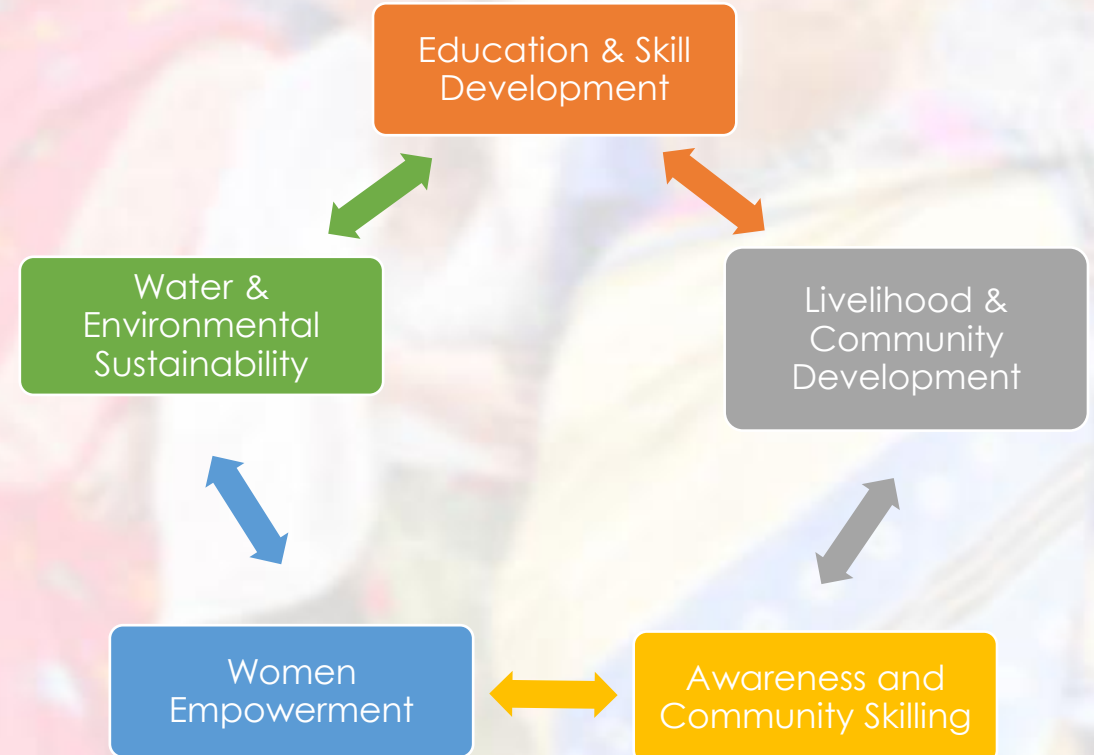 Education & Skill
Development
Water &
Environmental
Sustainability
Livelihood &
Community
Development
Women
Empowerment
Awareness and
Community Skilling